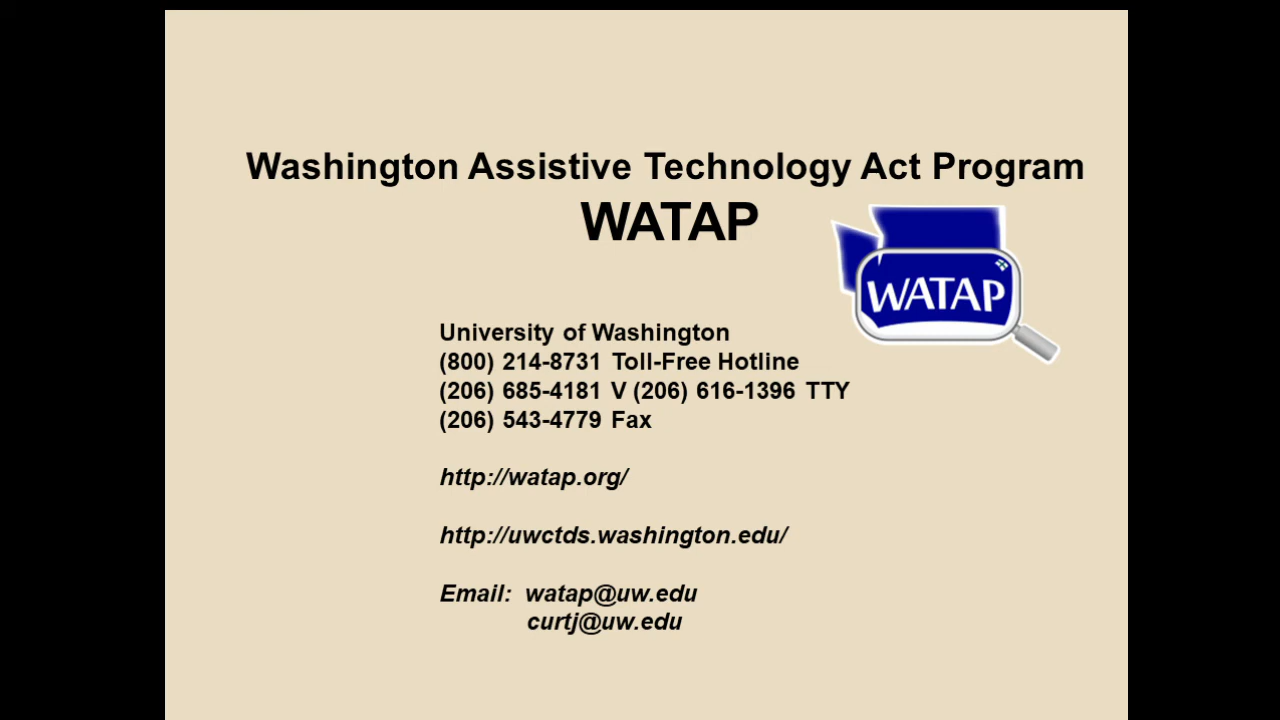 Washington Assistive Technology Act Program
WATAP
WATAP
University of Washington
(800) 214-8731 Toll-Free Hotline
(206) 685-4181 V (206) 616-1396 TTY
(206) 543-4779 Fax
http://watap.org/
http://uwctds.washington.edu/
Email: watap@uw.edu
curtj@uw.edu